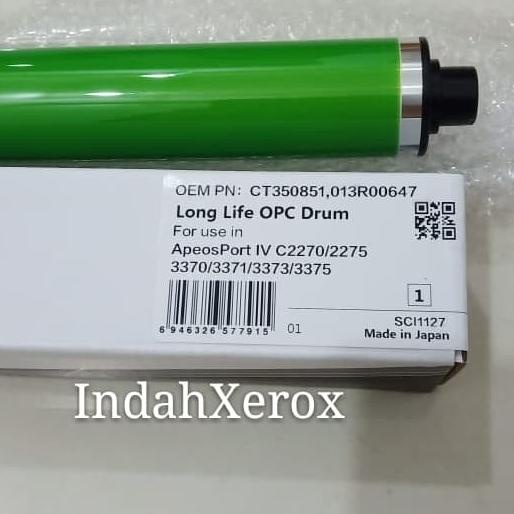 OEM PN: CT350851,013R00647
Long Life OPC Drum
For use in
ApeosPort IV C2270/2275
3370/3371/3373/3375
1
6 946326 577915 01
SCI1127
Made in Japan
IndahXerox